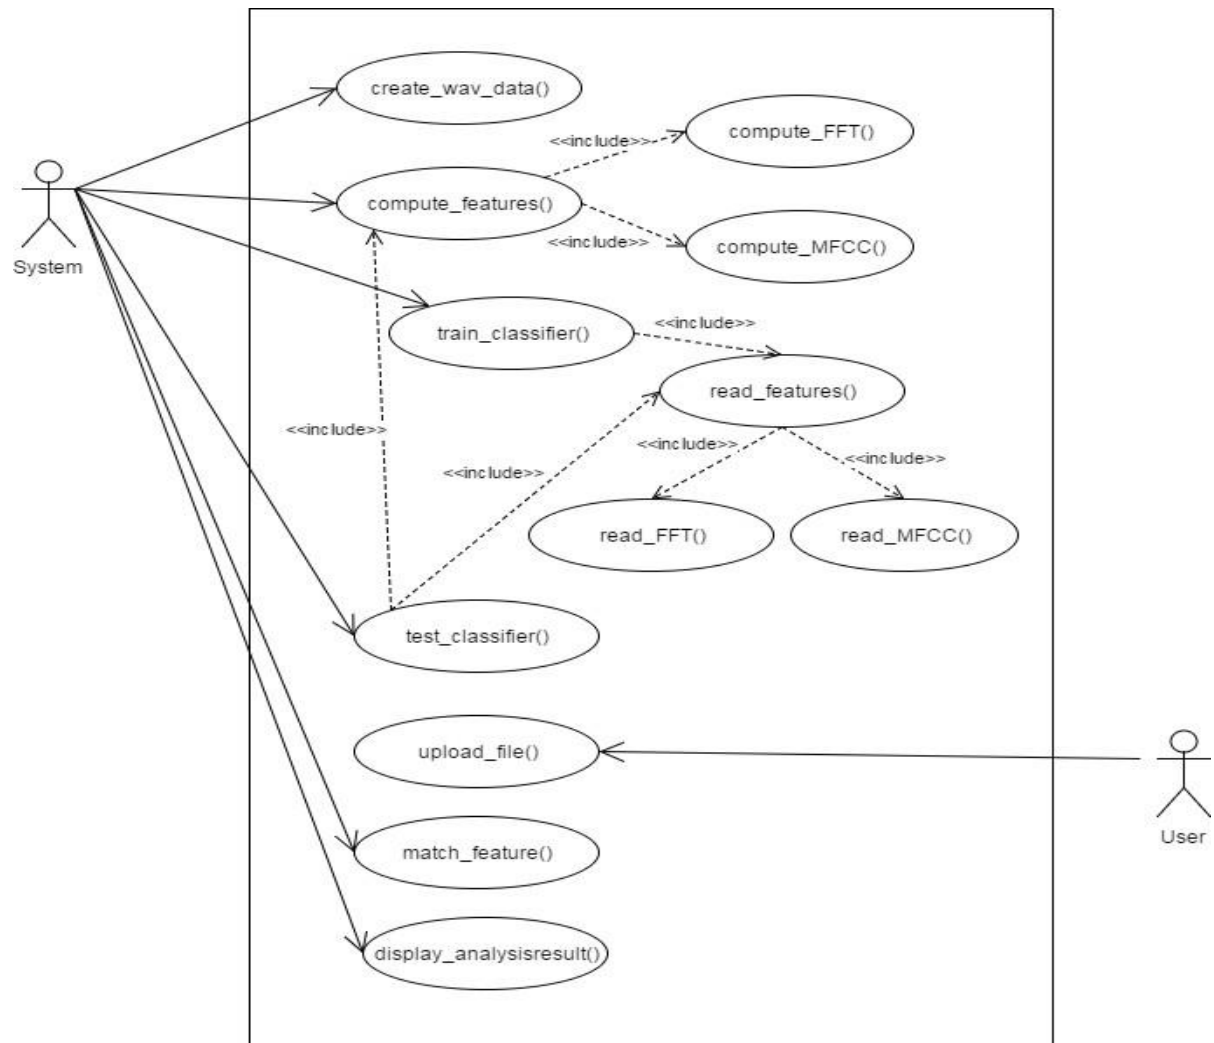 create_wav_data()
compute_FFT()
<<include>>
compute_features()
<<include>>
compute_MFCC()
System
train_classifier()
<<include>>
read_features()
<<include>>
<<include>>
<<include>>
<<include>>
read_FFT()
read_MFCC()
test_classifier()
upload_file()
User
match_feature()
display_analysisresult()